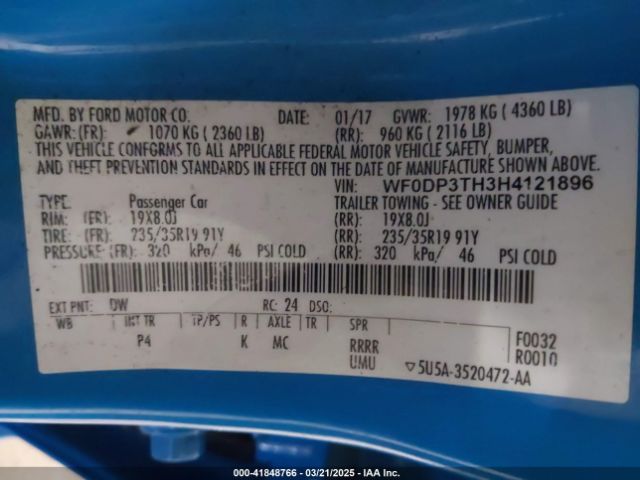 MFD. BY FORD MOTOR CO. DATE: 01/17 GVWR: 1978 KG ( 4360 LB)
GAWR:(FR): 1070 KG ( 2360 LB) (RR): 960 KG ( 2116 LB)
THIS VEHICLE CONFORMS TO ALL APPLICABLE FEDERAL MOTOR VEHICLE SAFETY, BUMPER,
AND THEFT PREVENTION STANDARDS IN EFFECT ON THE DATE OF MANUFACTURE SHOWN ABOVE.
VIN: WF0DP3TH3H4121896
TYPE: Passenger Car TRAILER TOWING - SEE OWNER GUIDE
RIM: (FR): 19X8.0J (RR): 19X8.0J
TIRE: (FR): 235/35R19 91Y (RR): 235/35R19 91Y
PRESSURE:(FR): 320 kPa/ 46 PSI COLD (RR): 320 kPa/ 46 PSI COLD
EXT PNT: DW RC: 24 DSO:
WB INT TR TP/PS R AXLE TR SPR
P4 K MC RRRR F0032
UMU R0010
▽5U5A-3520472-AA
000-41848766 — 03/21/2025 — IAA Inc.